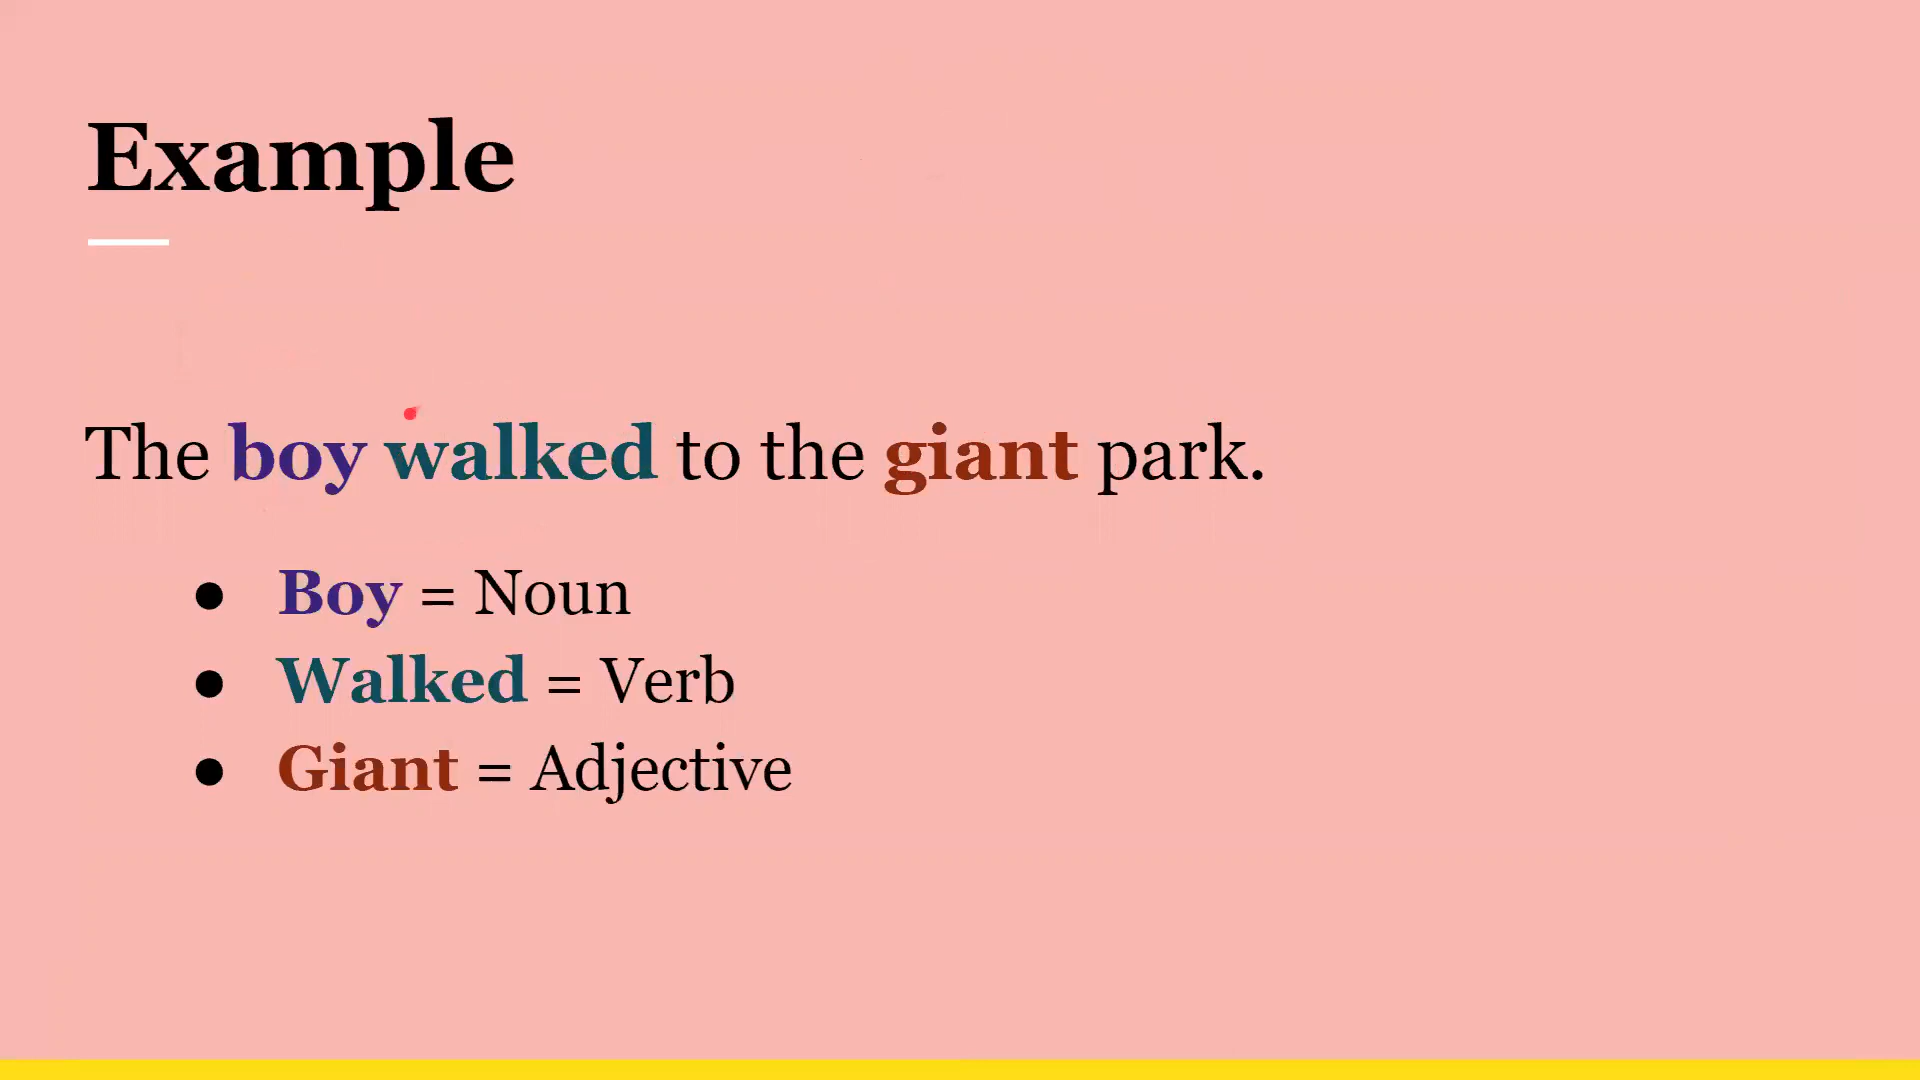 Example
The boy walked to the giant park.
● Boy = Noun
● Walked = Verb
● Giant = Adjective